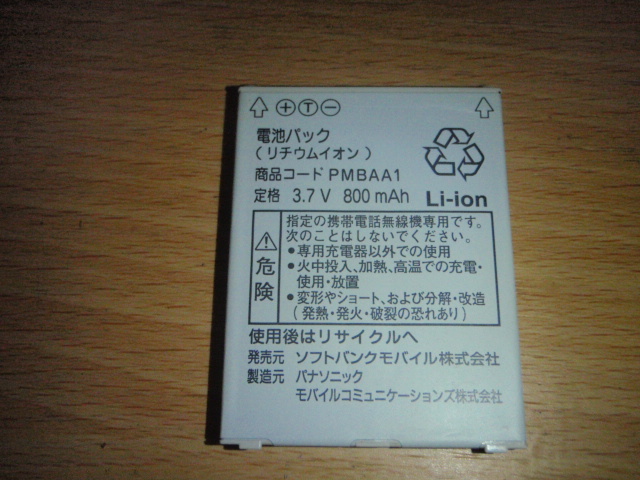 ⇧ ⊕ Ⓣ ⊖ ⇧
電池パック
(リチウムイオン)
商品コード PMBAA1
定格 3.7 V 800 mAh Li-ion
指定の携帯電話無線機専用です。
次のことはしないでください。
⚠危険
•専用充電器以外での使用
•火中投入、加熱、高温での充電・
使用・放置
•変形やショート、および分解・改造
(発熱・発火・破裂の恐れあり)
使用後はリサイクルへ
発売元 ソフトバンクモバイル株式会社
製造元 パナソニック
モバイルコミュニケーションズ株式会社